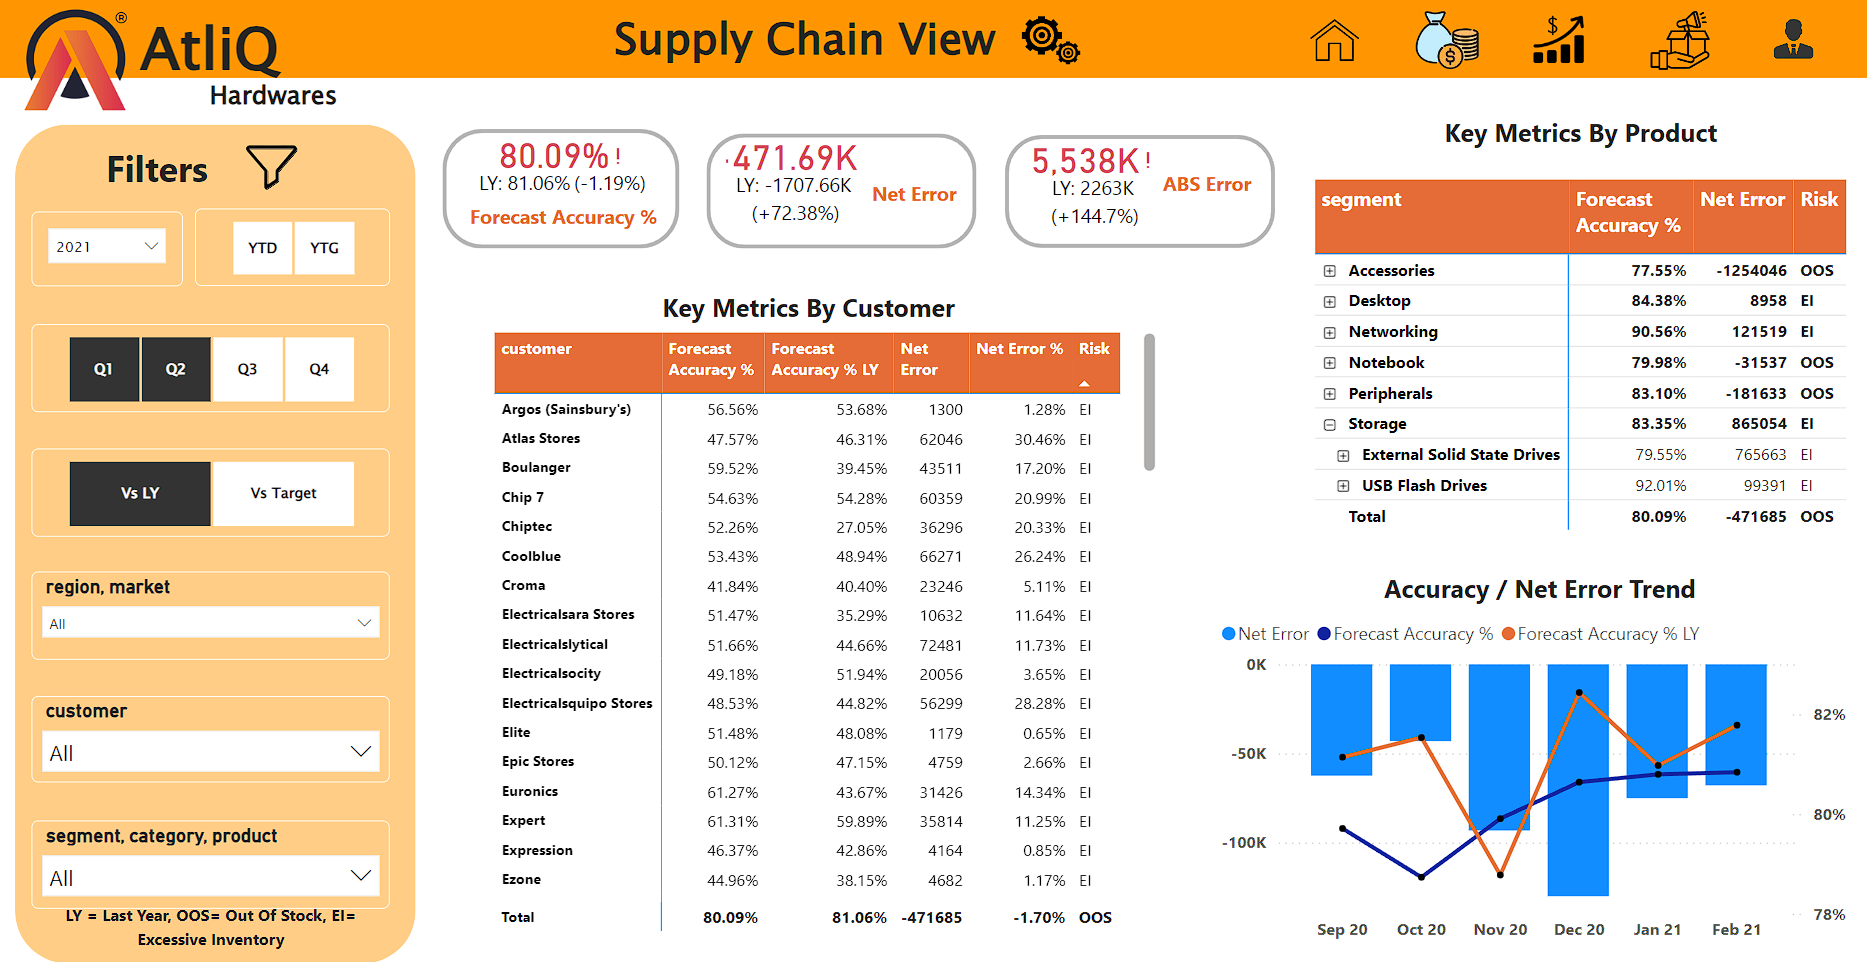 AtliQ ®
Hardwares
Supply Chain View
Filters
2021
YTD YTG
Q1 Q2 Q3 Q4
Vs LY Vs Target
region, market
All
customer
All
segment, category, product
All
LY = Last Year, OOS= Out Of Stock, EI=
Excessive Inventory
80.09%!
LY: 81.06% (-1.19%)
Forecast Accuracy %
-471.69K
LY: -1707.66K
(+72.38%)
Net Error
5,538K!
LY: 2263K
(+144.7%)
ABS Error
Key Metrics By Customer
customer Forecast Accuracy % Forecast Accuracy % LY Net Error Net Error % Risk
Argos (Sainsbury's) 56.56% 53.68% 1300 1.28% EI
Atlas Stores 47.57% 46.31% 62046 30.46% EI
Boulanger 59.52% 39.45% 43511 17.20% EI
Chip 7 54.63% 54.28% 60359 20.99% EI
Chiptec 52.26% 27.05% 36296 20.33% EI
Coolblue 53.43% 48.94% 66271 26.24% EI
Croma 41.84% 40.40% 23246 5.11% EI
Electricalsara Stores 51.47% 35.29% 10632 11.64% EI
Electricalslytical 51.66% 44.66% 72481 11.73% EI
Electricalsocity 49.18% 51.94% 20056 3.65% EI
Electricalsquipo Stores 48.53% 44.82% 56299 28.28% EI
Elite 51.48% 48.08% 1179 0.65% EI
Epic Stores 50.12% 47.15% 4759 2.66% EI
Euronics 61.27% 43.67% 31426 14.34% EI
Expert 61.31% 59.89% 35814 11.25% EI
Expression 46.37% 42.86% 4164 0.85% EI
Ezone 44.96% 38.15% 4682 1.17% EI
Total 80.09% 81.06% -471685 -1.70% OOS
Key Metrics By Product
segment Forecast Accuracy % Net Error Risk
Accessories 77.55% -1254046 OOS
Desktop 84.38% 8958 EI
Networking 90.56% 121519 EI
Notebook 79.98% -31537 OOS
Peripherals 83.10% -181633 OOS
Storage 83.35% 865054 EI
External Solid State Drives 79.55% 765663 EI
USB Flash Drives 92.01% 99391 EI
Total 80.09% -471685 OOS
Accuracy / Net Error Trend
Net Error Forecast Accuracy % Forecast Accuracy % LY
0K
82%
-50K
80%
-100K
78%
Sep 20 Oct 20 Nov 20 Dec 20 Jan 21 Feb 21
$
$